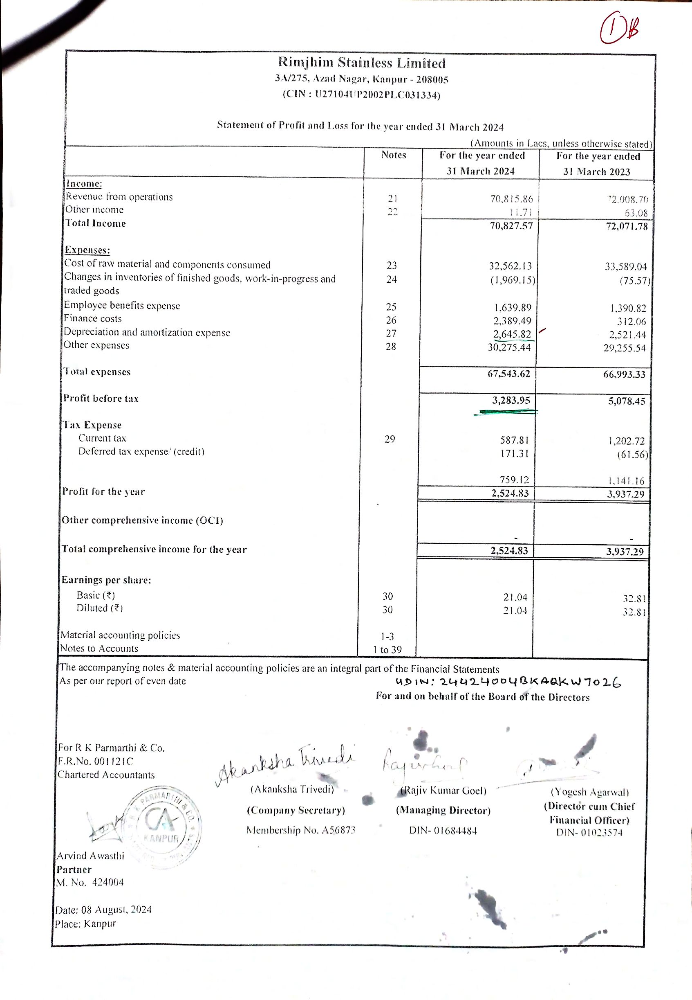 1B
Rimjhim Stainless Limited
3A/275, Azad Nagar, Kanpur - 208005
(CIN : U27104UP2002PLC031334)
Statement of Profit and Loss for the year ended 31 March 2024
(Amounts in Lacs, unless otherwise stated)
Notes For the year ended 31 March 2024 For the year ended 31 March 2023
Income:
Revenue from operations 21 70,815.86 72,008.70
Other income 22 11.71 63.08
Total Income 70,827.57 72,071.78
Expenses:
Cost of raw material and components consumed 23 32,562.13 33,589.04
Changes in inventories of finished goods, work-in-progress and 24 (1,969.15) (75.57)
traded goods
Employee benefits expense 25 1,639.89 1,390.82
Finance costs 26 2,389.49 312.06
Depreciation and amortization expense 27 2,645.82 2,521.44
Other expenses 28 30,275.44 29,255.54
Total expenses 67,543.62 66,993.33
Profit before tax 3,283.95 5,078.45
Tax Expense
Current tax 29 587.81 1,202.72
Deferred tax expense/ (credit) 171.31 (61.56)
759.12 1,141.16
Profit for the year 2,524.83 3,937.29
Other comprehensive income (OCI)
- -
Total comprehensive income for the year 2,524.83 3,937.29
Earnings per share:
Basic (₹) 30 21.04 32.81
Diluted (₹) 30 21.04 32.81
Material accounting policies 1-3
Notes to Accounts 1 to 39
The accompanying notes & material accounting policies are an integral part of the Financial Statements
As per our report of even date UDIN: 24424004BKAQKW7026
For and on behalf of the Board of the Directors
For R K Parmarthi & Co.
F.R.No. 001121C
Chartered Accountants
Akanksha Trivedi
(Akanksha Trivedi) (Rajiv Kumar Goel) (Yogesh Agarwal)
(Company Secretary) (Managing Director) (Director cum Chief
Financial Officer)
Membership No. A56873 DIN- 01684484 DIN- 01023574
PARMARTHI & CO.
CA
KANPUR
Arvind Awasthi
Partner
M. No. 424004
Date: 08 August, 2024
Place: Kanpur